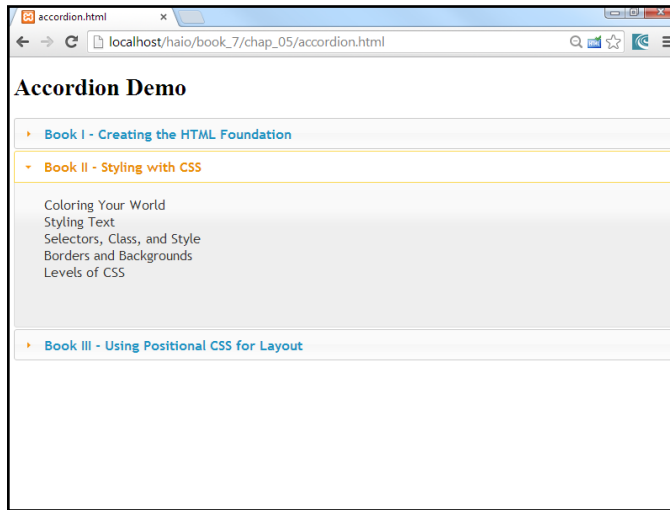 accordion.html
localhost/haio/book_7/chap_05/accordion.html
Accordion Demo
Book I - Creating the HTML Foundation
Book II - Styling with CSS
Coloring Your World
Styling Text
Selectors, Class, and Style
Borders and Backgrounds
Levels of CSS
Book III - Using Positional CSS for Layout